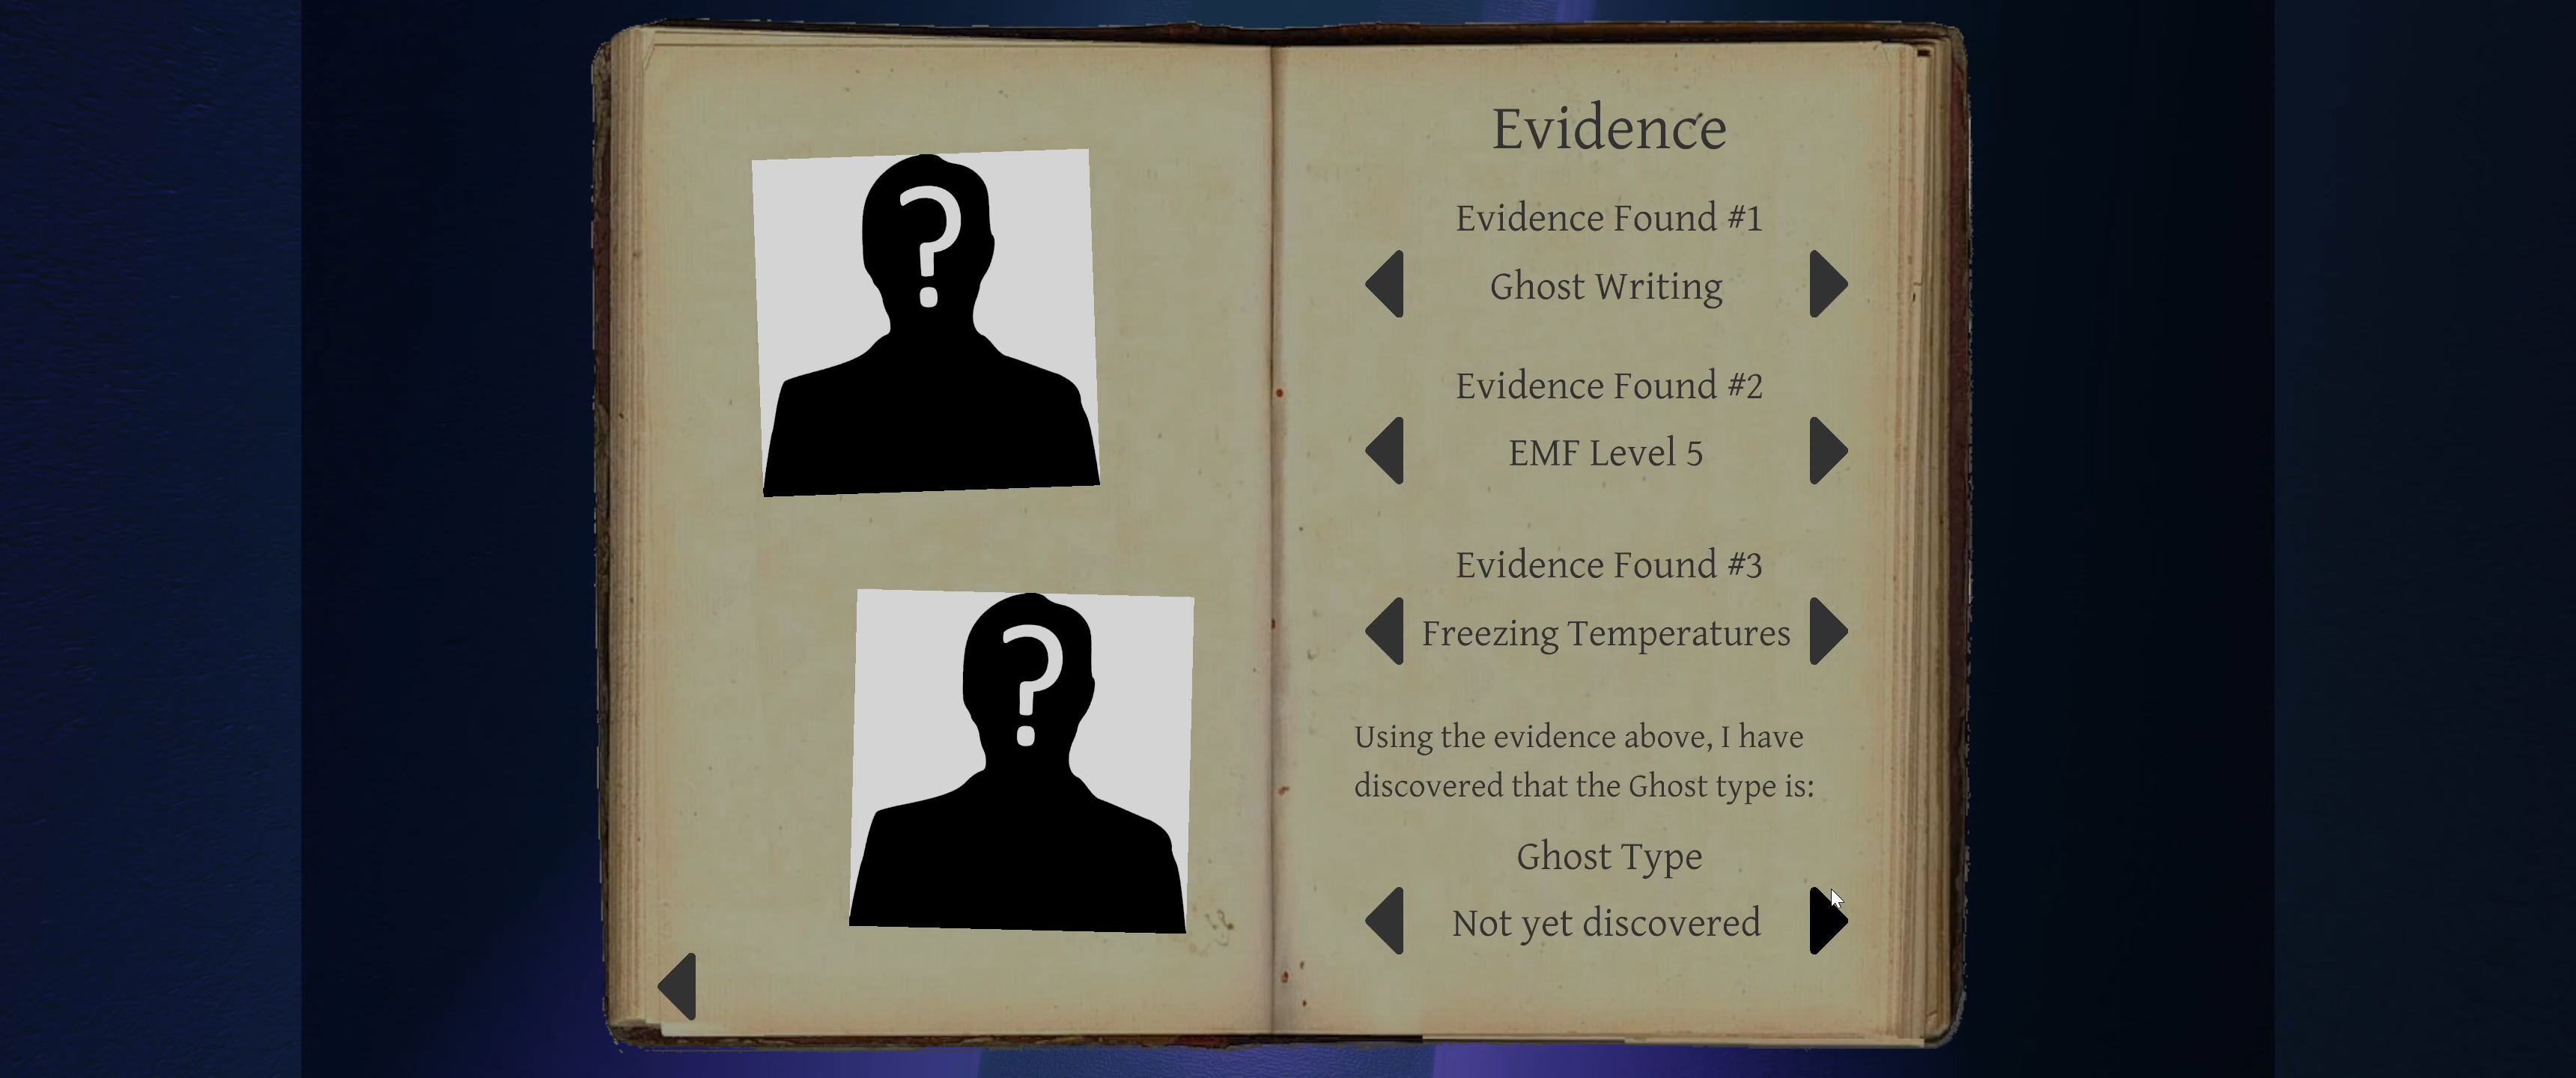 ?
?
Evidence
Evidence Found #1
Ghost Writing
Evidence Found #2
EMF Level 5
Evidence Found #3
Freezing Temperatures
Using the evidence above, I have
discovered that the Ghost type is:
Ghost Type
Not yet discovered